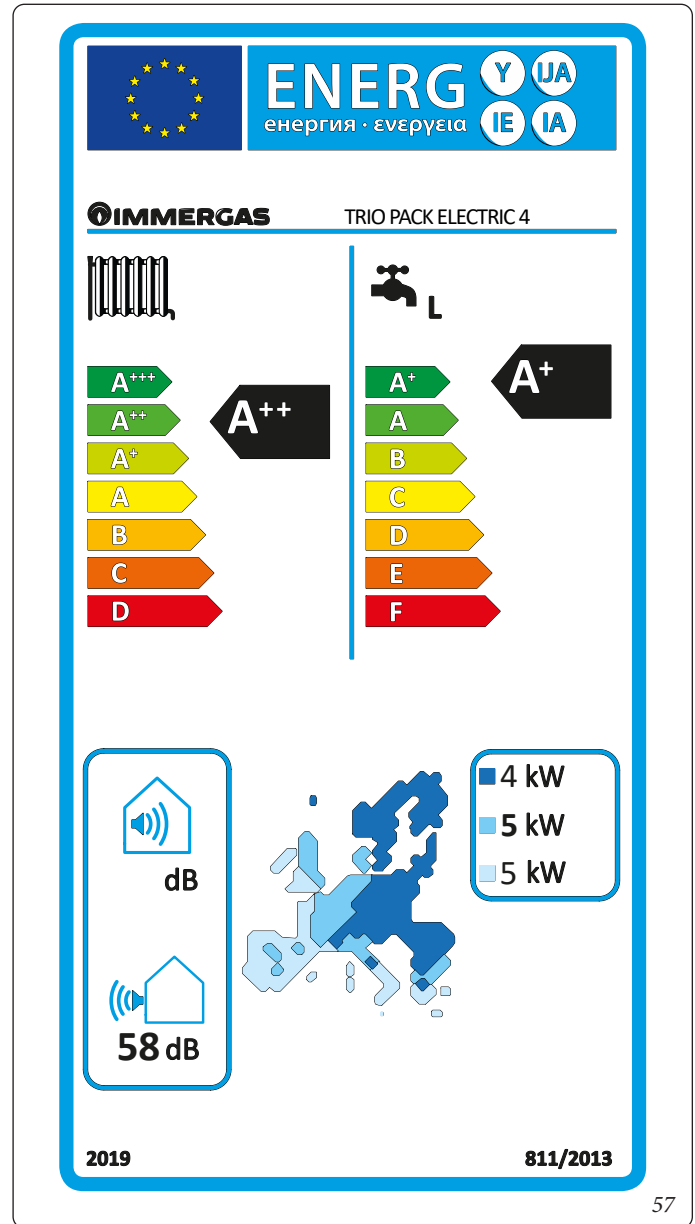 ENERG Y IJA
енергия · ενεργεια IE IA
IMMERGAS TRIO PACK ELECTRIC 4
L
A+++ A++ A+ A+
A++ A
A+ B
A C
B D
C E
D F
4 kW
5 kW
5 kW
dB
58 dB
2019 811/2013
57